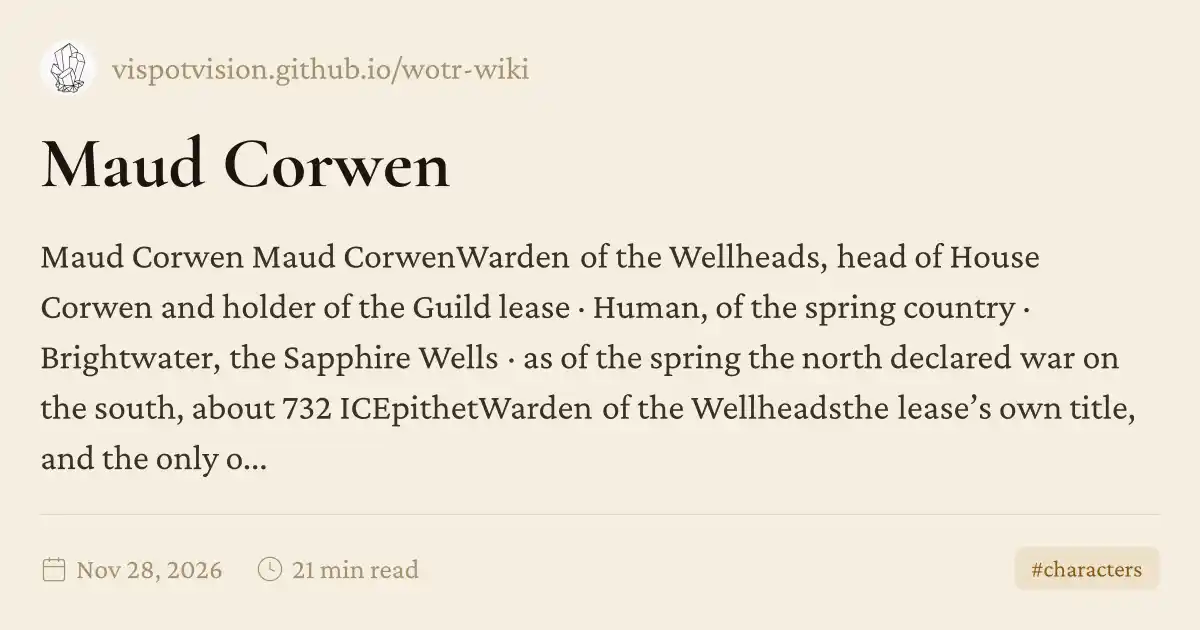 vispotvision.github.io/wotr-wiki
Maud Corwen
Maud Corwen Maud CorwenWarden of the Wellheads, head of House
Corwen and holder of the Guild lease · Human, of the spring country ·
Brightwater, the Sapphire Wells · as of the spring the north declared war on
the south, about 732 ICEpithetWarden of the Wellheadsthe lease’s own title,
and the only o...
Nov 28, 2026
21 min read
#characters